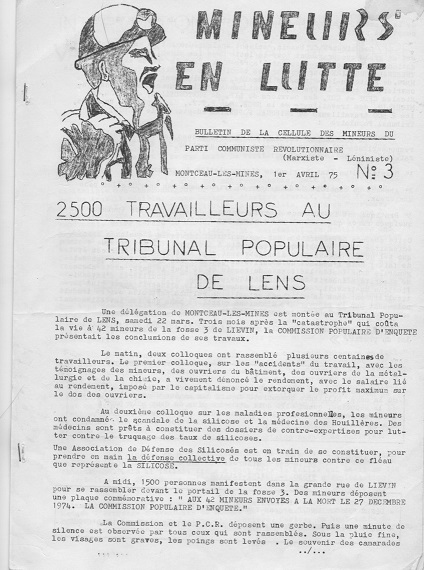 MINEURS
EN LUTTE
BULLETIN DE LA CELLULE DES MINEURS DU
PARTI COMMUNISTE REVOLUTIONNAIRE
(Marxiste - Léniniste)
MONTCEAU-LES-MINES, 1er AVRIL 75 No: 3
2500 TRAVAILLEURS AU
TRIBUNAL POPULAIRE
DE LENS
Une délégation de MONTCEAU-LES-MINES est montée au Tribunal Popu-
laire de LENS, samedi 22 mars. Trois mois après la "catastrophe" qui coûta
la vie à 42 mineurs de la fosse 3 de LIEVIN, la COMMISSION POPULAIRE D'ENQUETE
présentait les conclusions de ses travaux.
Le matin, deux colloques ont rassemblé plusieurs centaines de
travailleurs. Le premier colloque, sur les "accidents" du travail, avec les
témoignages des mineurs, des ouvriers du bâtiment, des ouvriers de la métal-
lurgie et de la chimie, a vivement dénoncé le rendement, avec le salaire lié
au rendement, imposé par le capitalisme pour extorquer le profit maximum sur
le dos des ouvriers.
Au deuxième colloque sur les maladies profesionnelles, les mineurs
ont condamné le scandale de la silicose et la médecine des Houillères. Des
médecins sont prêts à constituer des dossiers de contre-expertises pour lut-
ter contre le truquage des taux de silicoses.
Une Association de Défense des Silicosés est en train de se constituer, pour
prendre en main la défense collective de tous les mineurs contre ce fléau
que représente la SILICOSE.
A midi, 1500 personnes manifestent dans la grande rue de LIEVIN
pour se rassembler devant le portail de la fosse 3. Des mineurs déposent
une plaque commémorative : " AUX 42 MINEURS ENVOYES A LA MORT LE 27 DECEMBRE
1974. LA COMMISSION POPULAIRE D'ENQUETE."
La Commission et le P.C.R. déposent une gerbe. Puis une minute de
silence est observée par tous ceux qui sont rassemblés. Sous la pluie fine,
les visages sont graves, les poings sont levés . Le souvenir des camarades
... ... ../...